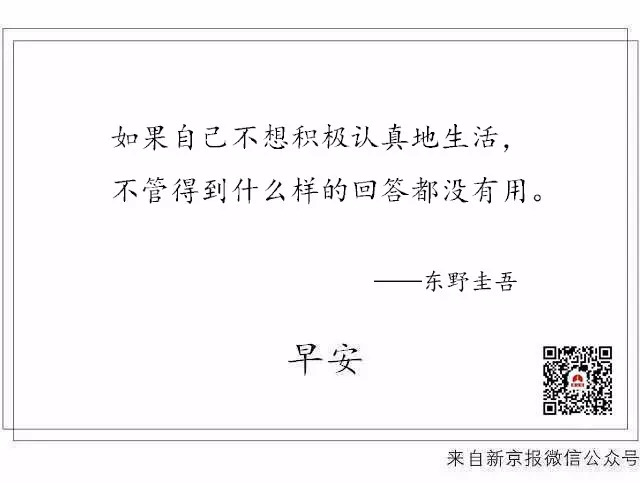 如果自己不想积极认真地生活，
不管得到什么样的回答都没有用。
——东野圭吾
早安
来自新京报微信公众号